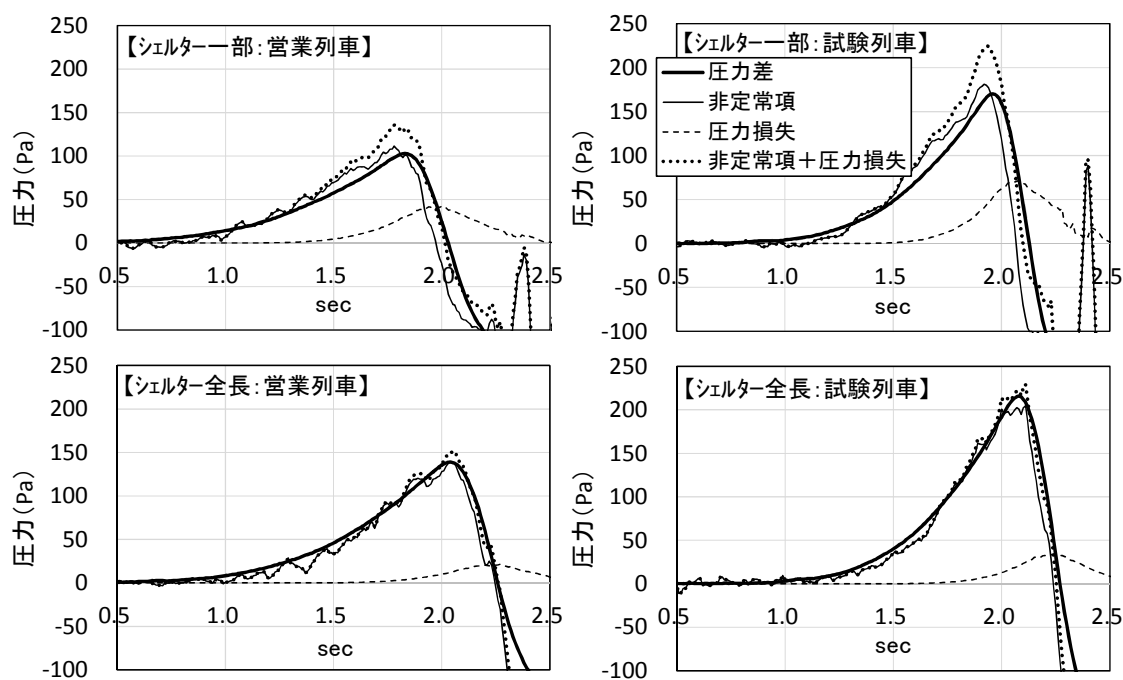 【ｼｪﾙﾀｰ一部：営業列車】
250
200
150
100
50
0
-50
-100
圧力（Pa）
0.5 1.0 1.5 2.0 2.5
sec
【ｼｪﾙﾀｰ一部：試験列車】
圧力差
非定常項
圧力損失
非定常項＋圧力損失
250
200
150
100
50
0
-50
-100
圧力（Pa）
0.5 1.0 1.5 2.0 2.5
sec
【ｼｪﾙﾀｰ全長：営業列車】
250
200
150
100
50
0
-50
-100
圧力（Pa）
0.5 1.0 1.5 2.0 2.5
sec
【ｼｪﾙﾀｰ全長：試験列車】
250
200
150
100
50
0
-50
-100
圧力（Pa）
0.5 1.0 1.5 2.0 2.5
sec